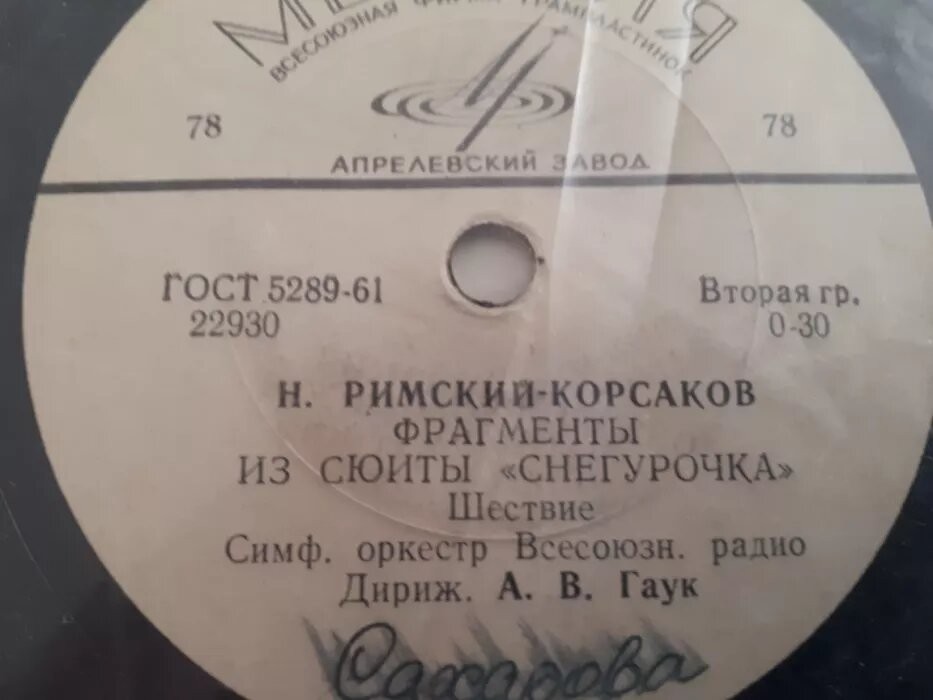 ВСЕСОЮЗНАЯ ФИРМА ГРАМПЛАСТИНОК
78
78
АПРЕЛЕВСКИЙ ЗАВОД
ГОСТ 5289-61
Вторая гр.
22930
0-30
Н. РИМСКИЙ-КОРСАКОВ
ФРАГМЕНТЫ
ИЗ СЮИТЫ «СНЕГУРОЧКА»
Шествие
Симф. оркестр Всесоюзн. радио
Дириж. А. В. Гаук
Сахарова